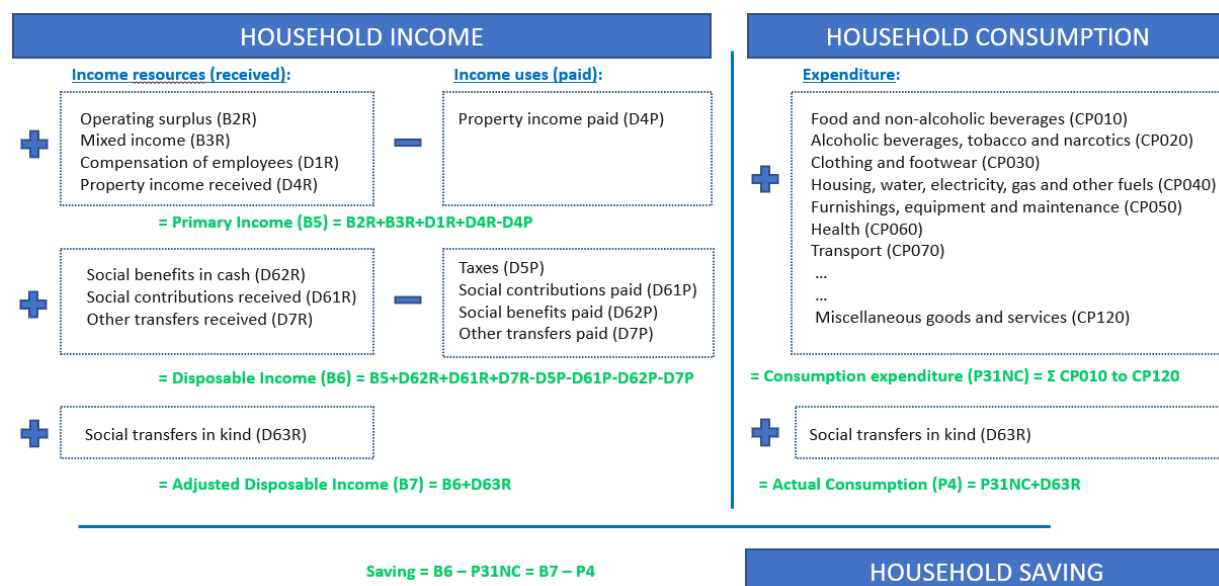 HOUSEHOLD INCOME
Income resources (received):
Income uses (paid):
Operating surplus (B2R)
Mixed income (B3R)
Compensation of employees (D1R)
Property income received (D4R)
Property income paid (D4P)
= Primary Income (B5) = B2R+B3R+D1R+D4R-D4P
Social benefits in cash (D62R)
Social contributions received (D61R)
Other transfers received (D7R)
Taxes (D5P)
Social contributions paid (D61P)
Social benefits paid (D62P)
Other transfers paid (D7P)
= Disposable Income (B6) = B5+D62R+D61R+D7R-D5P-D61P-D62P-D7P
Social transfers in kind (D63R)
= Adjusted Disposable Income (B7) = B6+D63R
HOUSEHOLD CONSUMPTION
Expenditure:
Food and non-alcoholic beverages (CP010)
Alcoholic beverages, tobacco and narcotics (CP020)
Clothing and footwear (CP030)
Housing, water, electricity, gas and other fuels (CP040)
Furnishings, equipment and maintenance (CP050)
Health (CP060)
Transport (CP070)
...
...
Miscellaneous goods and services (CP120)
= Consumption expenditure (P31NC) = Σ CP010 to CP120
Social transfers in kind (D63R)
= Actual Consumption (P4) = P31NC+D63R
Saving = B6 – P31NC = B7 – P4
HOUSEHOLD SAVING